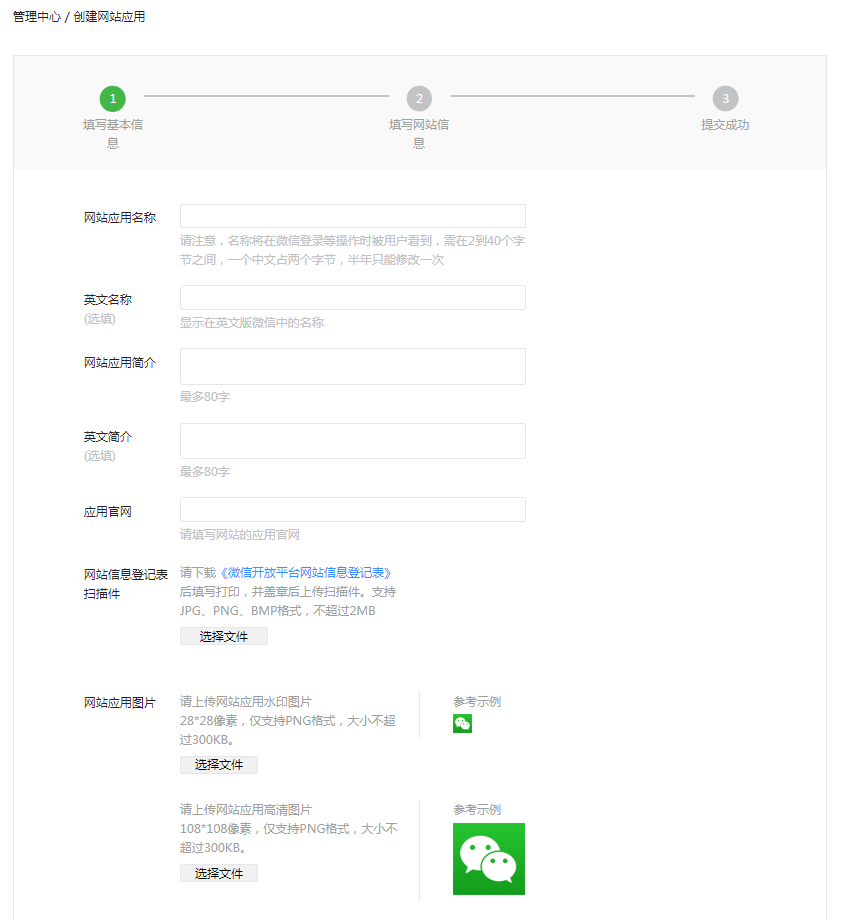 管理中心 / 创建网站应用
1
2
3
填写基本信
息
填写网站信
息
提交成功
网站应用名称
请注意，名称将在微信登录等操作时被用户看到，需在2到40个字
节之间，一个中文占两个字节，半年只能修改一次
英文名称
(选填)
显示在英文版微信中的名称
网站应用简介
最多80字
英文简介
(选填)
最多80字
应用官网
请填写网站的应用官网
网站信息登记表
扫描件
请下载《微信开放平台网站信息登记表》
后填写打印，并盖章后上传扫描件。支持
JPG、PNG、BMP格式，不超过2MB
选择文件
网站应用图片
请上传网站应用水印图片
28*28像素，仅支持PNG格式，大小不超
过300KB。
选择文件
参考示例
请上传网站应用高清图片
108*108像素，仅支持PNG格式，大小不
超过300KB。
选择文件
参考示例